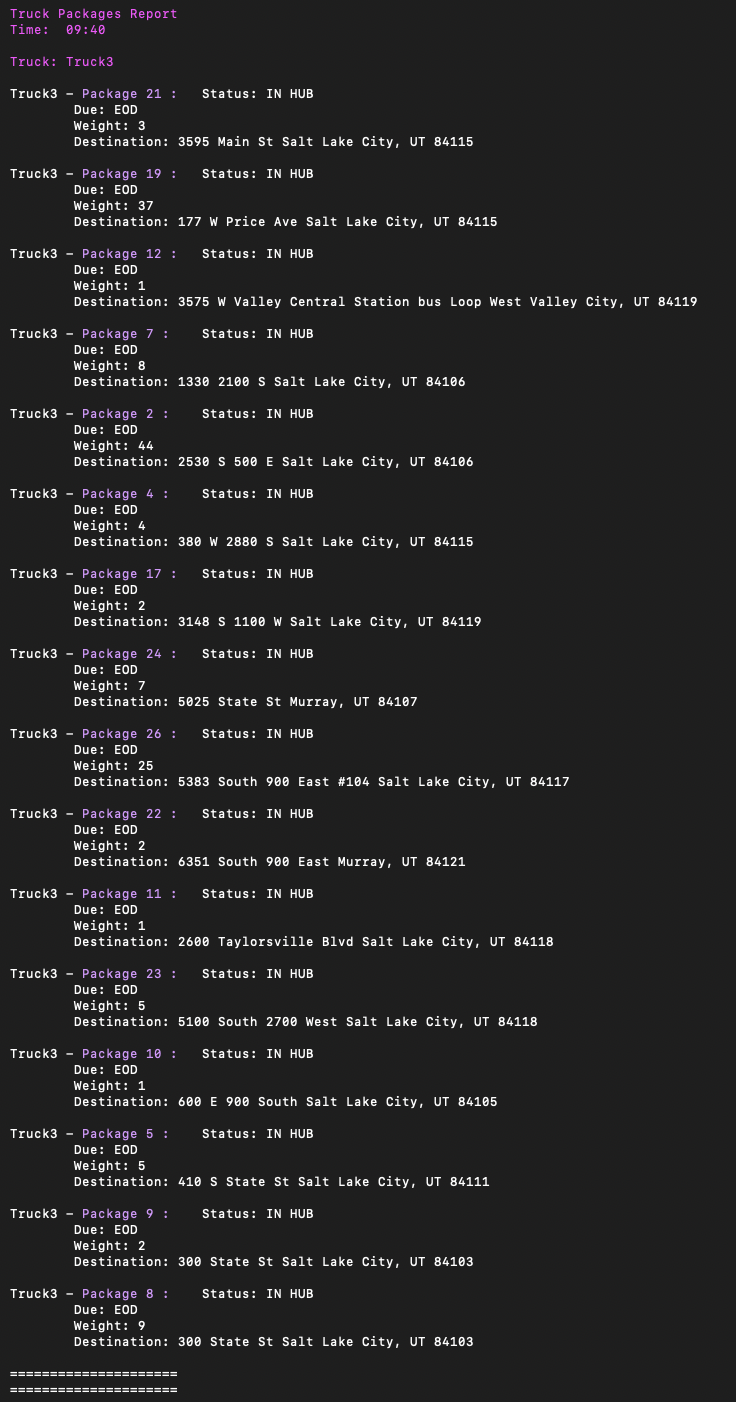 Truck Packages Report
Time:  09:40
Truck: Truck3
Truck3 – Package 21 :   Status: IN HUB
Due: EOD
Weight: 3
Destination: 3595 Main St Salt Lake City, UT 84115
Truck3 – Package 19 :   Status: IN HUB
Due: EOD
Weight: 37
Destination: 177 W Price Ave Salt Lake City, UT 84115
Truck3 – Package 12 :   Status: IN HUB
Due: EOD
Weight: 1
Destination: 3575 W Valley Central Station bus Loop West Valley City, UT 84119
Truck3 – Package 7 :    Status: IN HUB
Due: EOD
Weight: 8
Destination: 1330 2100 S Salt Lake City, UT 84106
Truck3 – Package 2 :    Status: IN HUB
Due: EOD
Weight: 44
Destination: 2530 S 500 E Salt Lake City, UT 84106
Truck3 – Package 4 :    Status: IN HUB
Due: EOD
Weight: 4
Destination: 380 W 2880 S Salt Lake City, UT 84115
Truck3 – Package 17 :   Status: IN HUB
Due: EOD
Weight: 2
Destination: 3148 S 1100 W Salt Lake City, UT 84119
Truck3 – Package 24 :   Status: IN HUB
Due: EOD
Weight: 7
Destination: 5025 State St Murray, UT 84107
Truck3 – Package 26 :   Status: IN HUB
Due: EOD
Weight: 25
Destination: 5383 South 900 East #104 Salt Lake City, UT 84117
Truck3 – Package 22 :   Status: IN HUB
Due: EOD
Weight: 2
Destination: 6351 South 900 East Murray, UT 84121
Truck3 – Package 11 :   Status: IN HUB
Due: EOD
Weight: 1
Destination: 2600 Taylorsville Blvd Salt Lake City, UT 84118
Truck3 – Package 23 :   Status: IN HUB
Due: EOD
Weight: 5
Destination: 5100 South 2700 West Salt Lake City, UT 84118
Truck3 – Package 10 :   Status: IN HUB
Due: EOD
Weight: 1
Destination: 600 E 900 South Salt Lake City, UT 84105
Truck3 – Package 5 :    Status: IN HUB
Due: EOD
Weight: 5
Destination: 410 S State St Salt Lake City, UT 84111
Truck3 – Package 9 :    Status: IN HUB
Due: EOD
Weight: 2
Destination: 300 State St Salt Lake City, UT 84103
Truck3 – Package 8 :    Status: IN HUB
Due: EOD
Weight: 9
Destination: 300 State St Salt Lake City, UT 84103
=====================
=====================